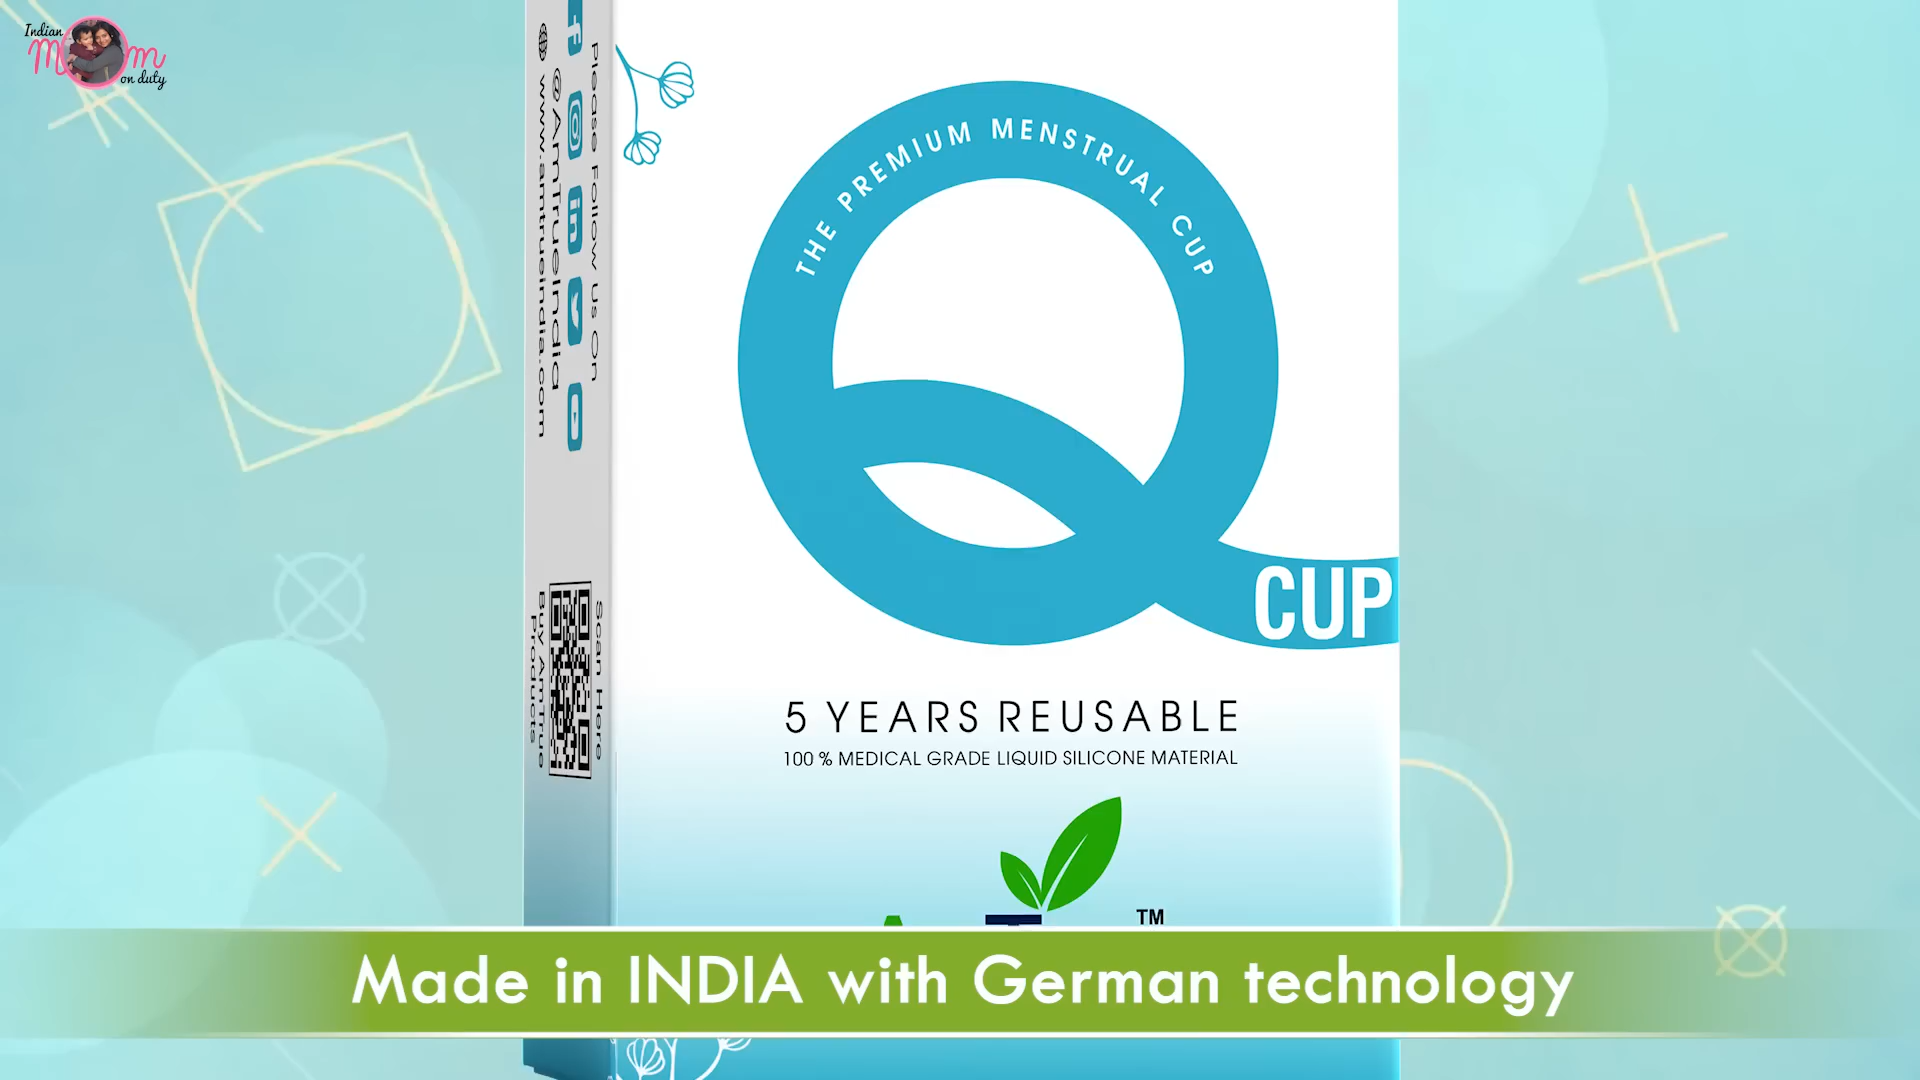 Indian
mom
on duty
Please Follow Us On
@AmTrueIndia
www.amtrueindia.com
THE PREMIUM MENSTRUAL CUP
Q
CUP
5 YEARS REUSABLE
100 % MEDICAL GRADE LIQUID SILICONE MATERIAL
Scan Here
Buy AmTrue
Products
TM
Made in INDIA with German technology